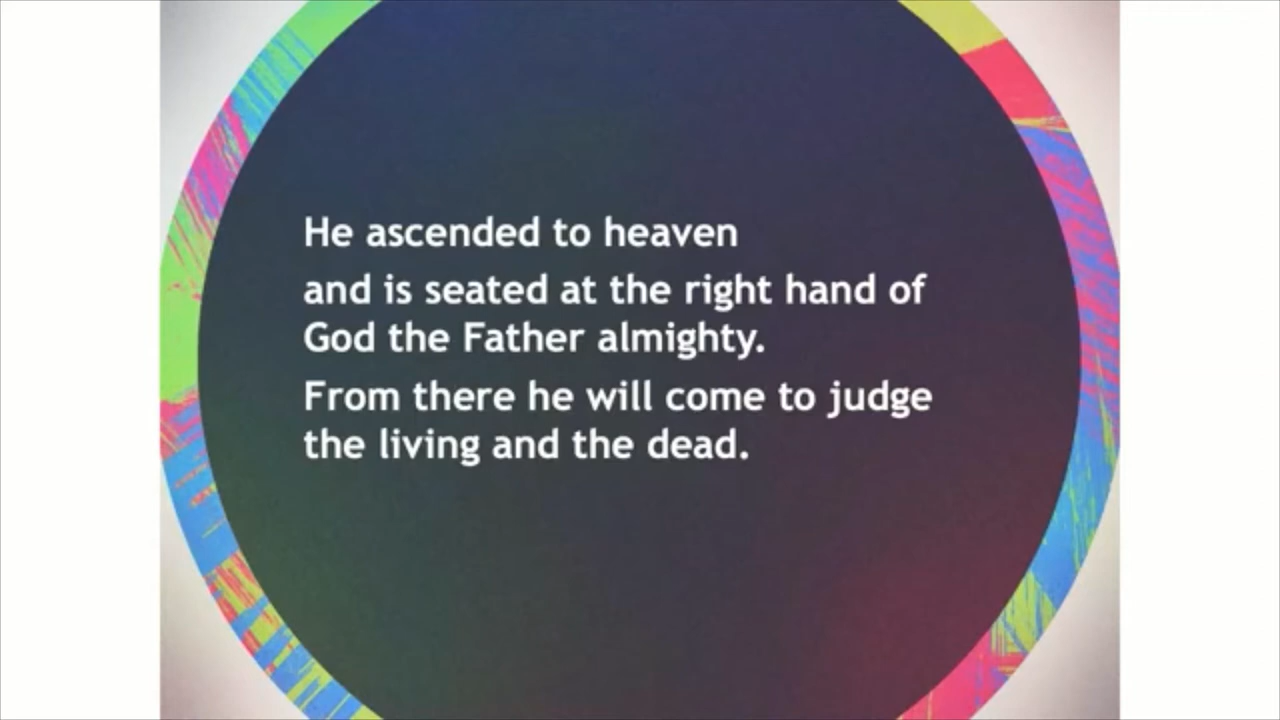 He ascended to heaven
and is seated at the right hand of
God the Father almighty.
From there he will come to judge
the living and the dead.